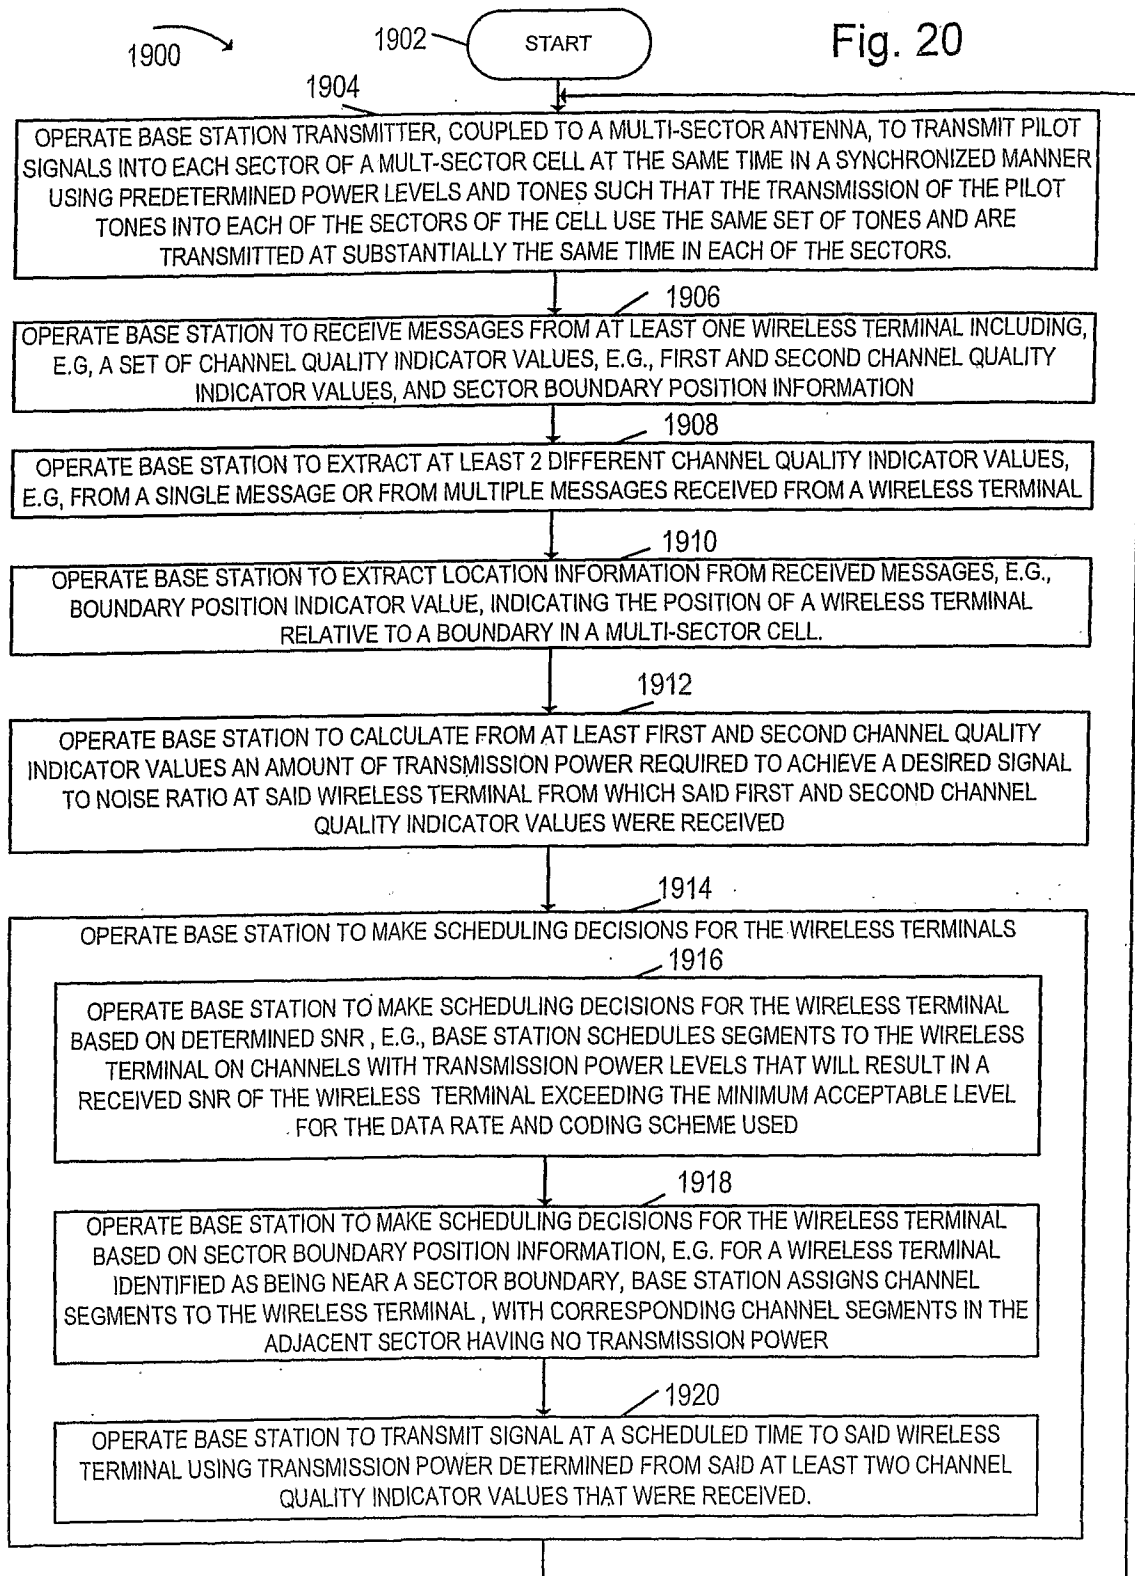 1900
1902
START
Fig. 20
1904
OPERATE BASE STATION TRANSMITTER, COUPLED TO A MULTI-SECTOR ANTENNA, TO TRANSMIT PILOT
SIGNALS INTO EACH SECTOR OF A MULT-SECTOR CELL AT THE SAME TIME IN A SYNCHRONIZED MANNER
USING PREDETERMINED POWER LEVELS AND TONES SUCH THAT THE TRANSMISSION OF THE PILOT
TONES INTO EACH OF THE SECTORS OF THE CELL USE THE SAME SET OF TONES AND ARE
TRANSMITTED AT SUBSTANTIALLY THE SAME TIME IN EACH OF THE SECTORS.
1906
OPERATE BASE STATION TO RECEIVE MESSAGES FROM AT LEAST ONE WIRELESS TERMINAL INCLUDING,
E.G, A SET OF CHANNEL QUALITY INDICATOR VALUES, E.G., FIRST AND SECOND CHANNEL QUALITY
INDICATOR VALUES, AND SECTOR BOUNDARY POSITION INFORMATION
1908
OPERATE BASE STATION TO EXTRACT AT LEAST 2 DIFFERENT CHANNEL QUALITY INDICATOR VALUES,
E.G, FROM A SINGLE MESSAGE OR FROM MULTIPLE MESSAGES RECEIVED FROM A WIRELESS TERMINAL
1910
OPERATE BASE STATION TO EXTRACT LOCATION INFORMATION FROM RECEIVED MESSAGES, E.G.,
BOUNDARY POSITION INDICATOR VALUE, INDICATING THE POSITION OF A WIRELESS TERMINAL
RELATIVE TO A BOUNDARY IN A MULTI-SECTOR CELL.
1912
OPERATE BASE STATION TO CALCULATE FROM AT LEAST FIRST AND SECOND CHANNEL QUALITY
INDICATOR VALUES AN AMOUNT OF TRANSMISSION POWER REQUIRED TO ACHIEVE A DESIRED SIGNAL
TO NOISE RATIO AT SAID WIRELESS TERMINAL FROM WHICH SAID FIRST AND SECOND CHANNEL
QUALITY INDICATOR VALUES WERE RECEIVED
1914
OPERATE BASE STATION TO MAKE SCHEDULING DECISIONS FOR THE WIRELESS TERMINALS
1916
OPERATE BASE STATION TO MAKE SCHEDULING DECISIONS FOR THE WIRELESS TERMINAL
BASED ON DETERMINED SNR , E.G., BASE STATION SCHEDULES SEGMENTS TO THE WIRELESS
TERMINAL ON CHANNELS WITH TRANSMISSION POWER LEVELS THAT WILL RESULT IN A
RECEIVED SNR OF THE WIRELESS TERMINAL EXCEEDING THE MINIMUM ACCEPTABLE LEVEL
FOR THE DATA RATE AND CODING SCHEME USED
1918
OPERATE BASE STATION TO MAKE SCHEDULING DECISIONS FOR THE WIRELESS TERMINAL
BASED ON SECTOR BOUNDARY POSITION INFORMATION, E.G. FOR A WIRELESS TERMINAL
IDENTIFIED AS BEING NEAR A SECTOR BOUNDARY, BASE STATION ASSIGNS CHANNEL
SEGMENTS TO THE WIRELESS TERMINAL , WITH CORRESPONDING CHANNEL SEGMENTS IN THE
ADJACENT SECTOR HAVING NO TRANSMISSION POWER
1920
OPERATE BASE STATION TO TRANSMIT SIGNAL AT A SCHEDULED TIME TO SAID WIRELESS
TERMINAL USING TRANSMISSION POWER DETERMINED FROM SAID AT LEAST TWO CHANNEL
QUALITY INDICATOR VALUES THAT WERE RECEIVED.